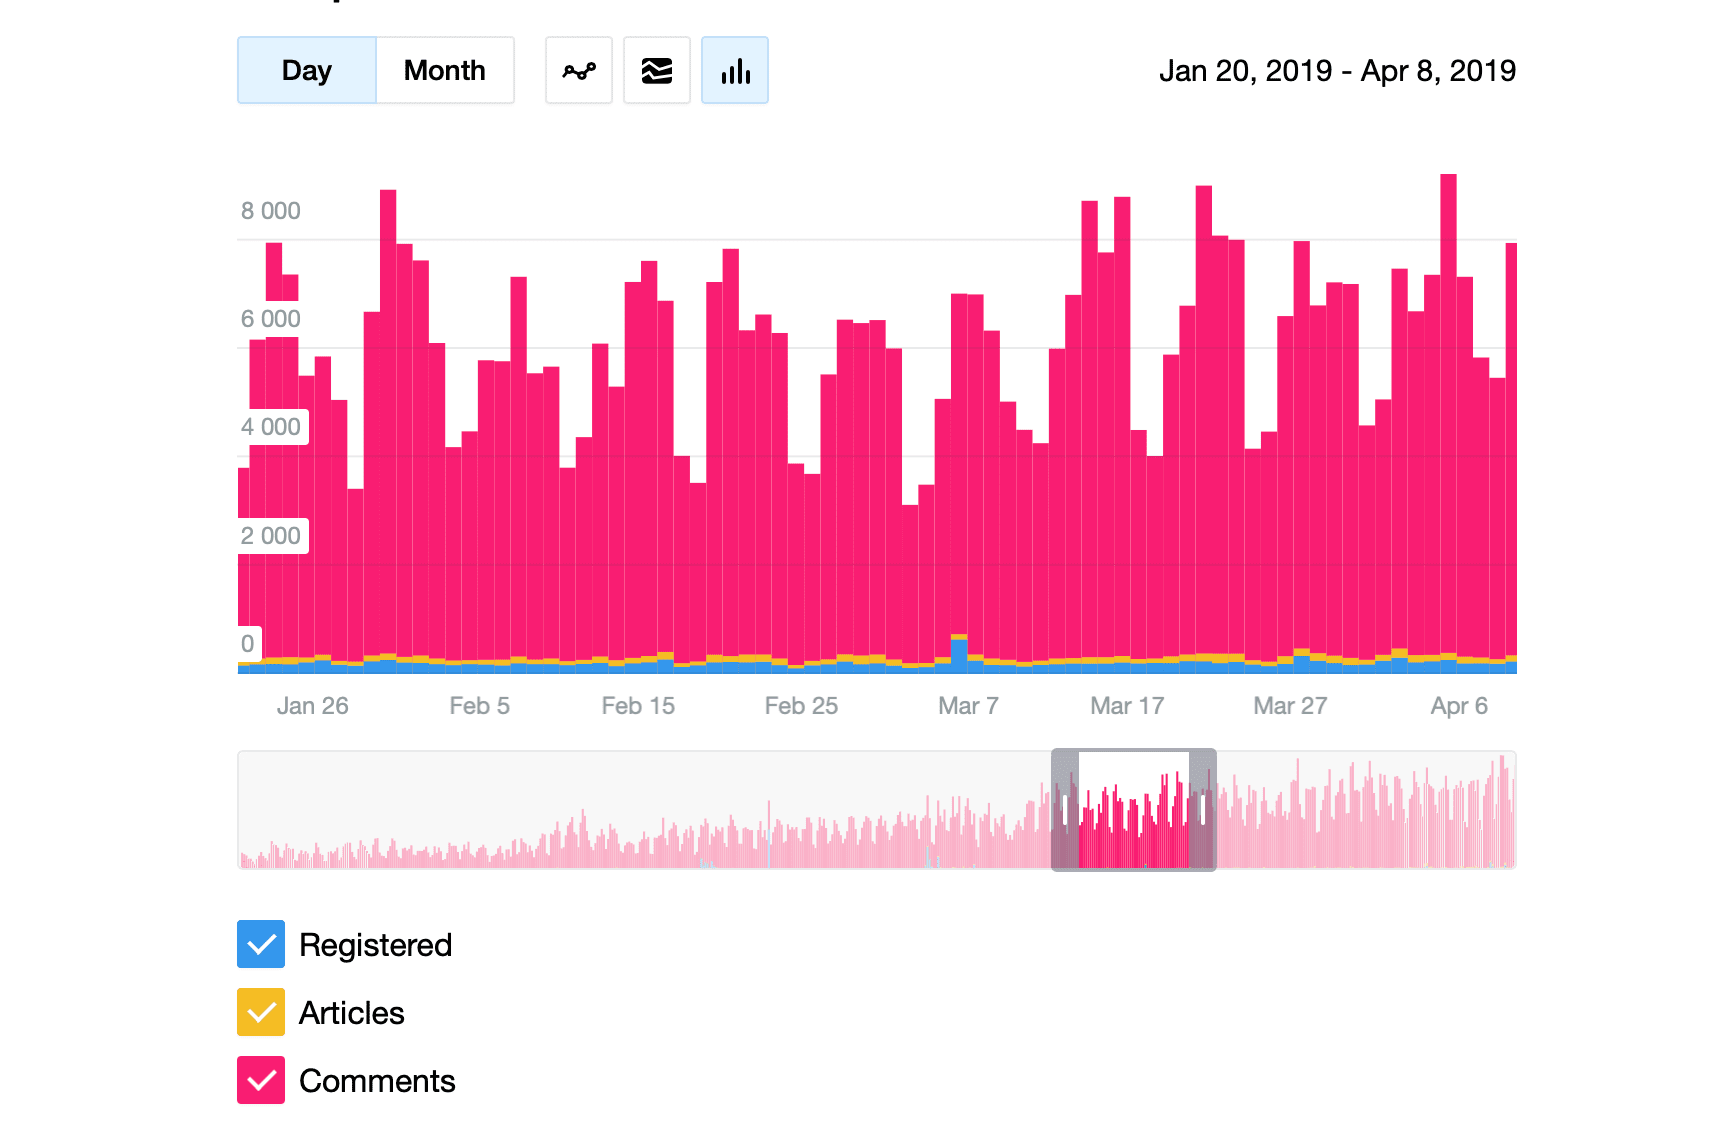 Day Month
Jan 20, 2019 - Apr 8, 2019
8 000
6 000
4 000
2 000
0
Jan 26 Feb 5 Feb 15 Feb 25 Mar 7 Mar 17 Mar 27 Apr 6
Registered
Articles
Comments